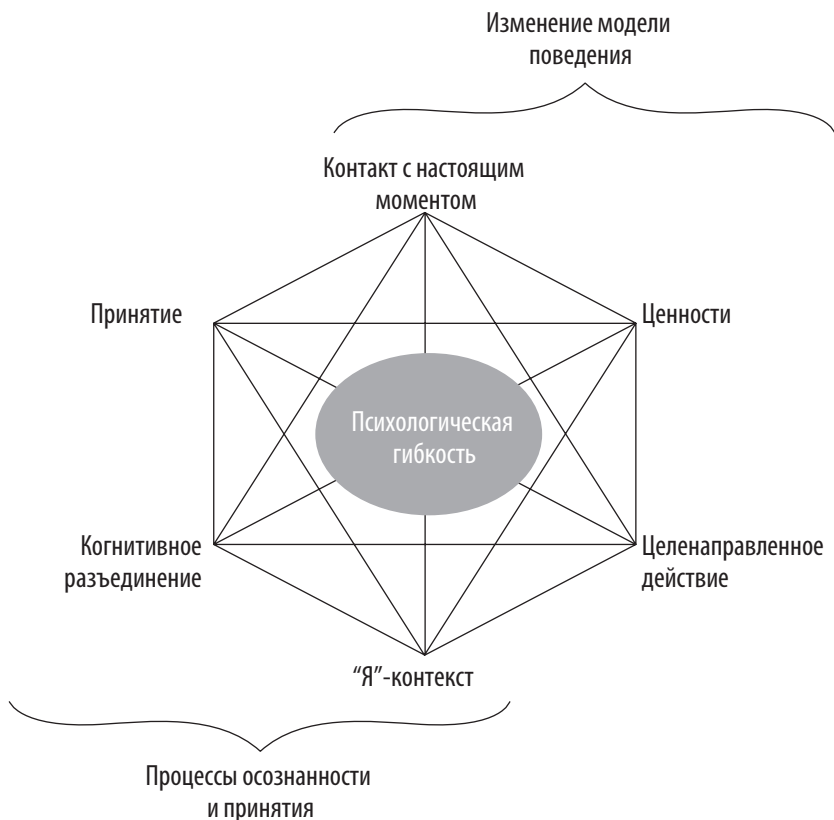 Изменение модели
поведения
Контакт с настоящим
моментом
Принятие
Ценности
Психологическая
гибкость
Когнитивное
разъединение
Целенаправленное
действие
“Я”-контекст
Процессы осознанности
и принятия